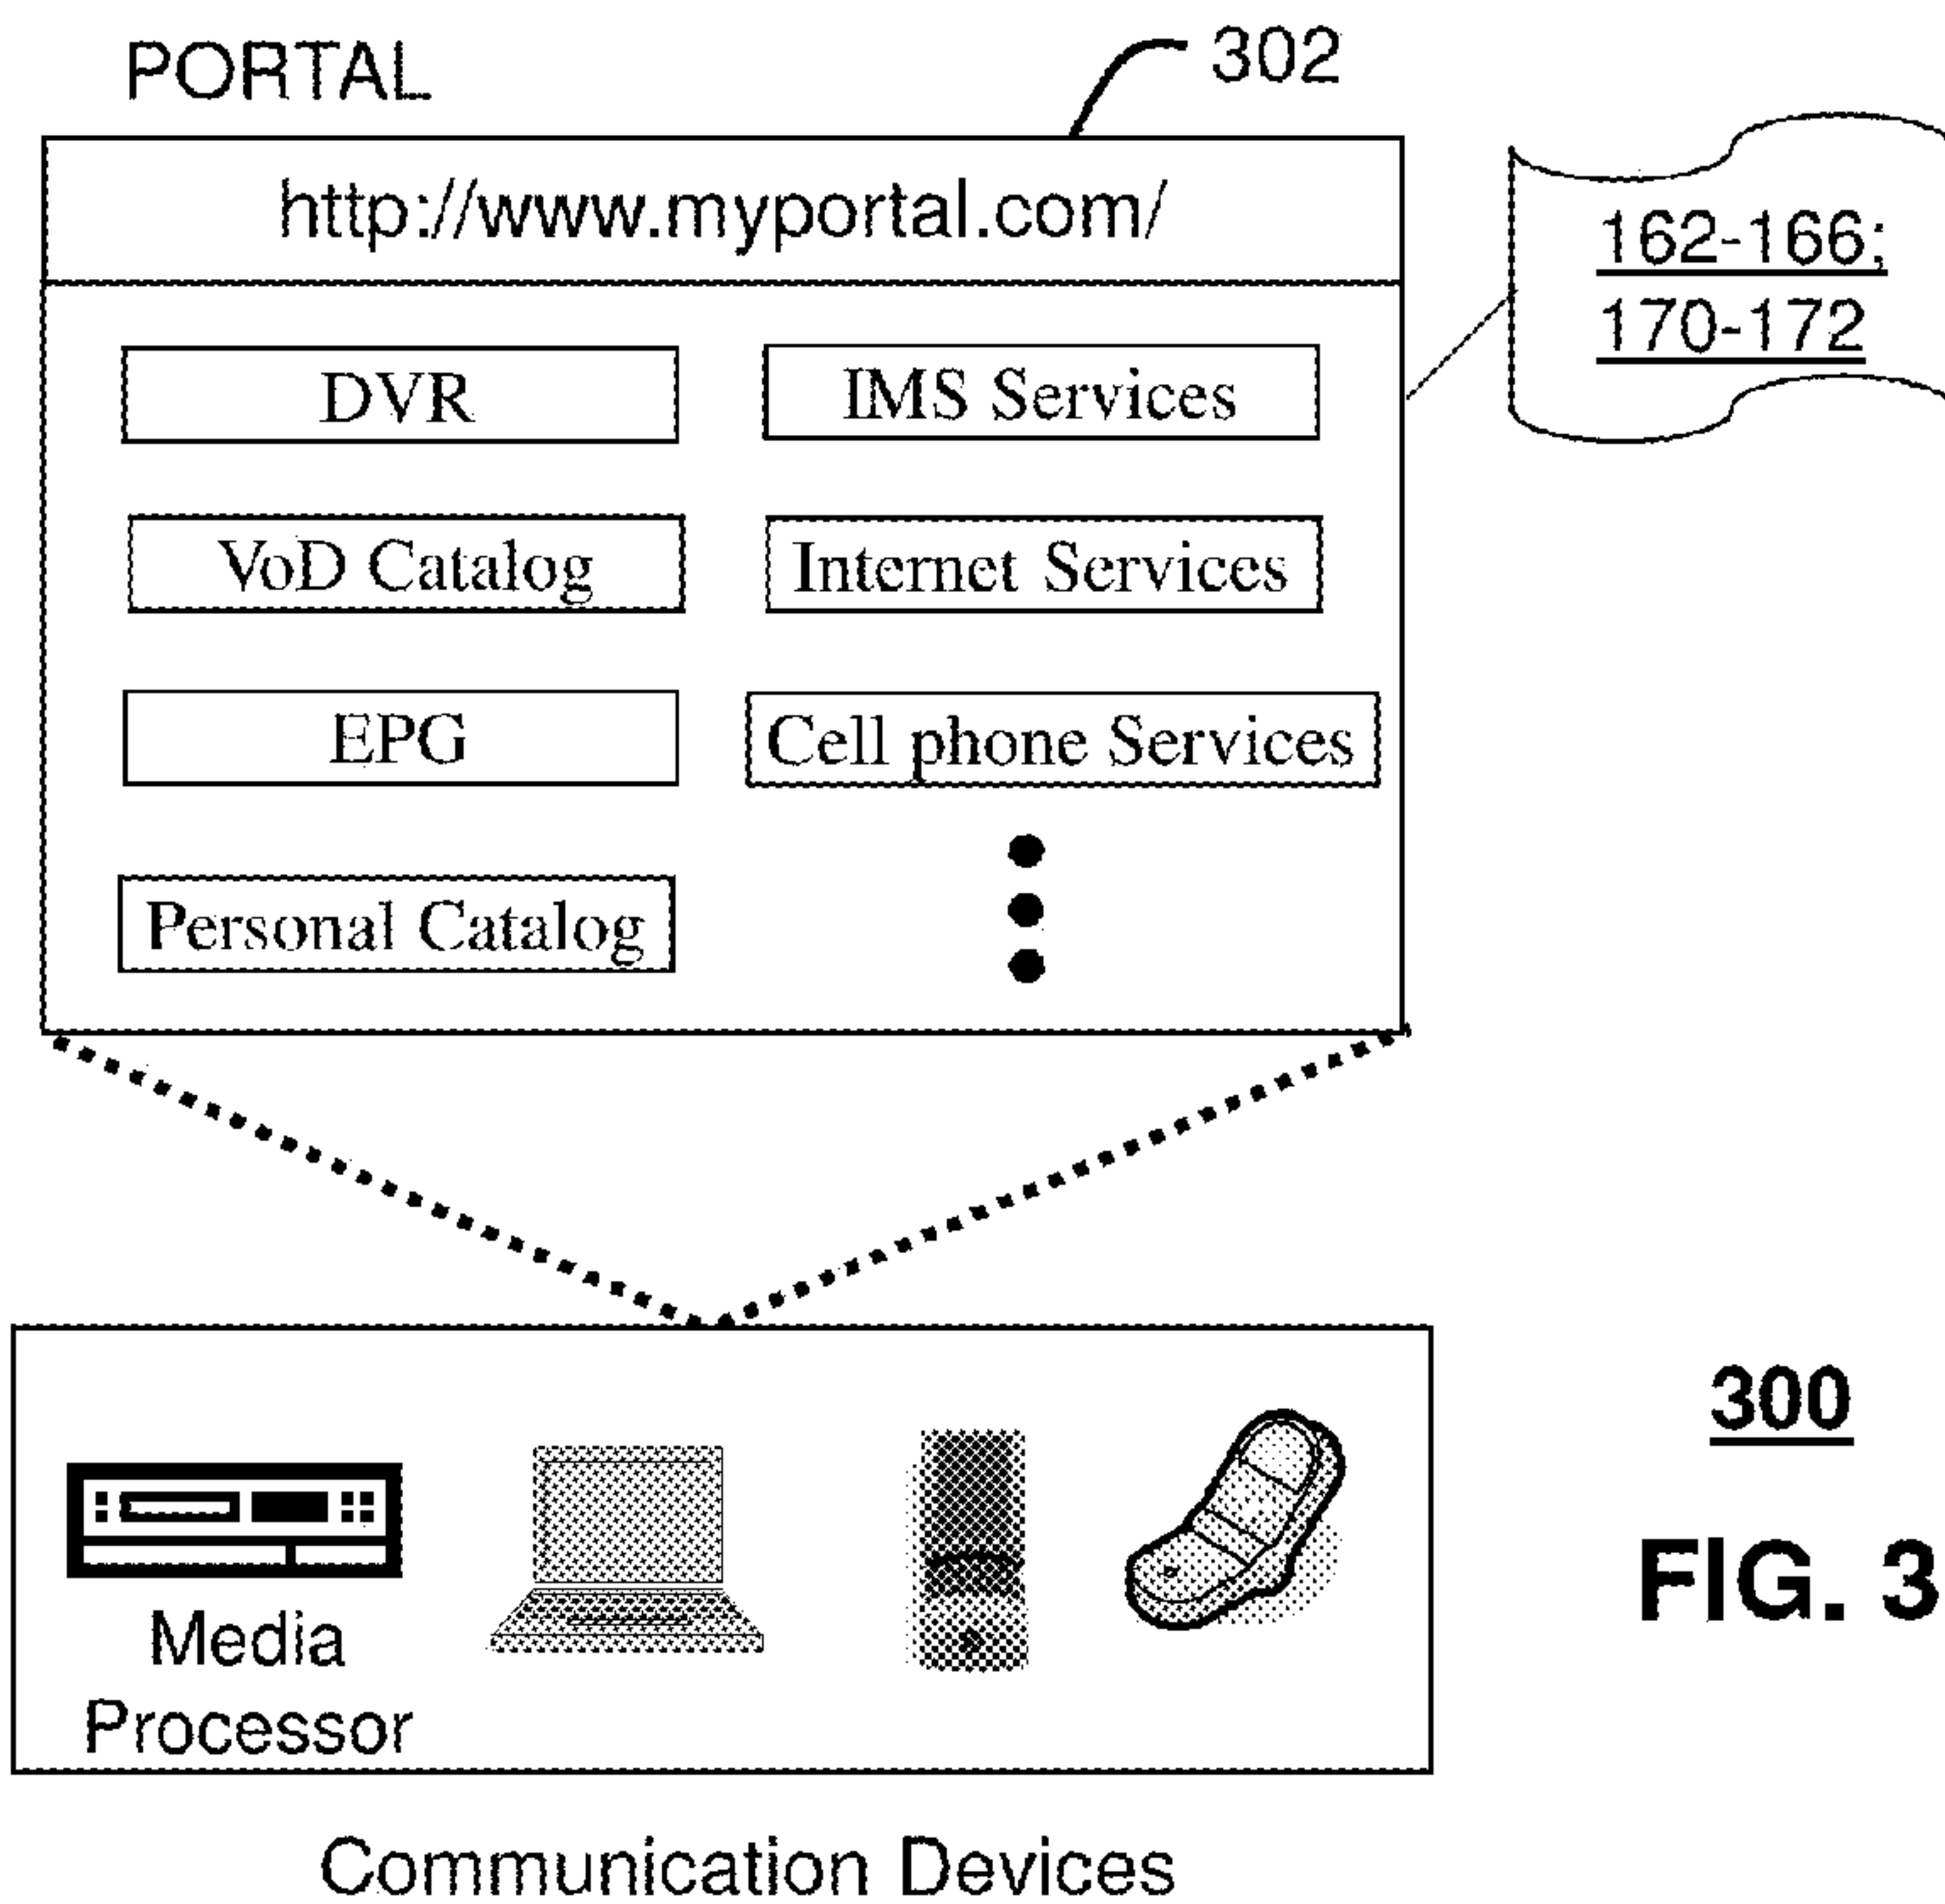 PORTAL
302
http://www.myportal.com/
162-166;
170-172
DVR
IMS Services
VoD Catalog
Internet Services
EPG
Cell phone Services
Personal Catalog
Media
Processor
300
FIG. 3
Communication Devices